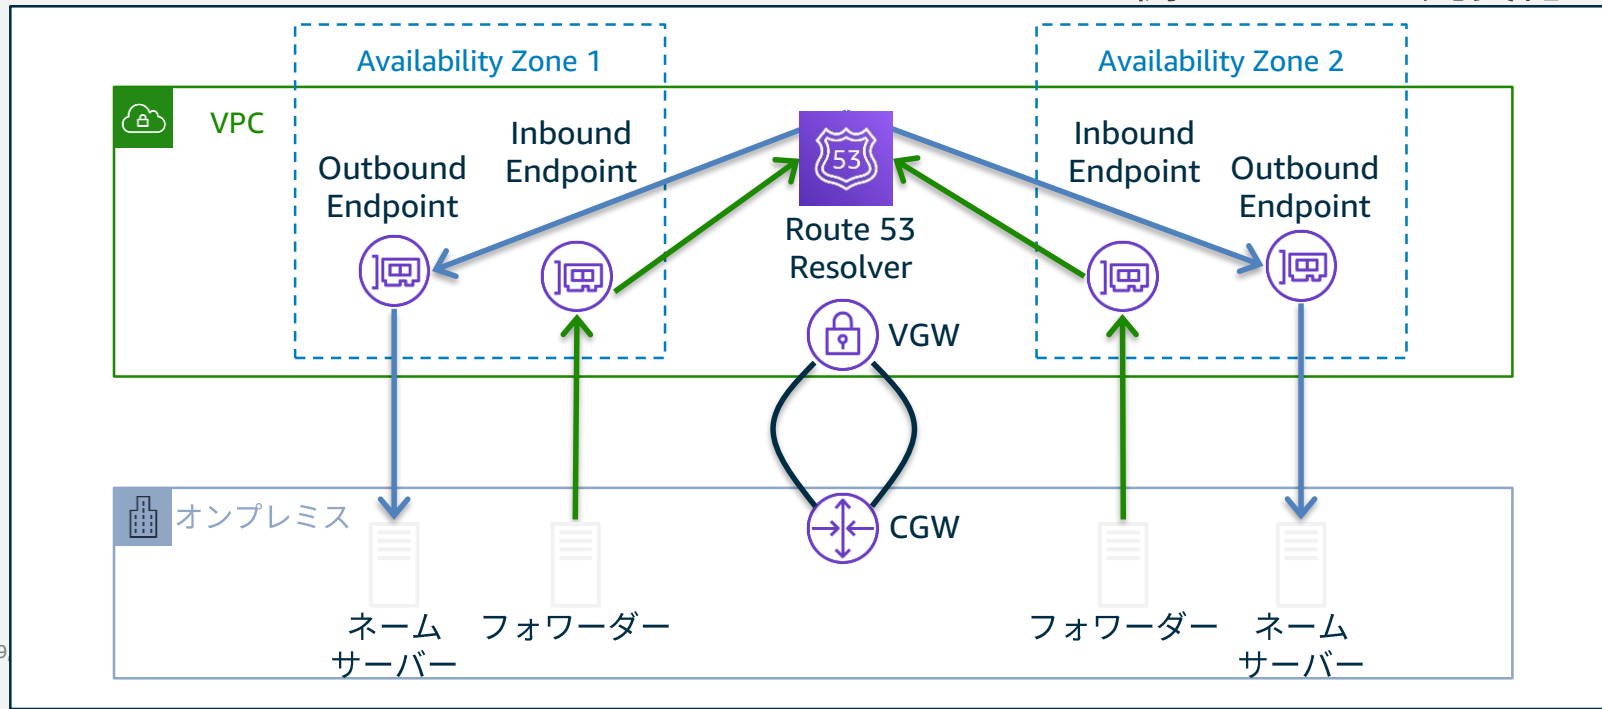 Availability Zone 1
Availability Zone 2
VPC
Outbound
Endpoint
Inbound
Endpoint
53
Route 53
Resolver
Inbound
Endpoint
Outbound
Endpoint
VGW
オンプレミス
CGW
ネーム
サーバー
フォワーダー
フォワーダー
ネーム
サーバー